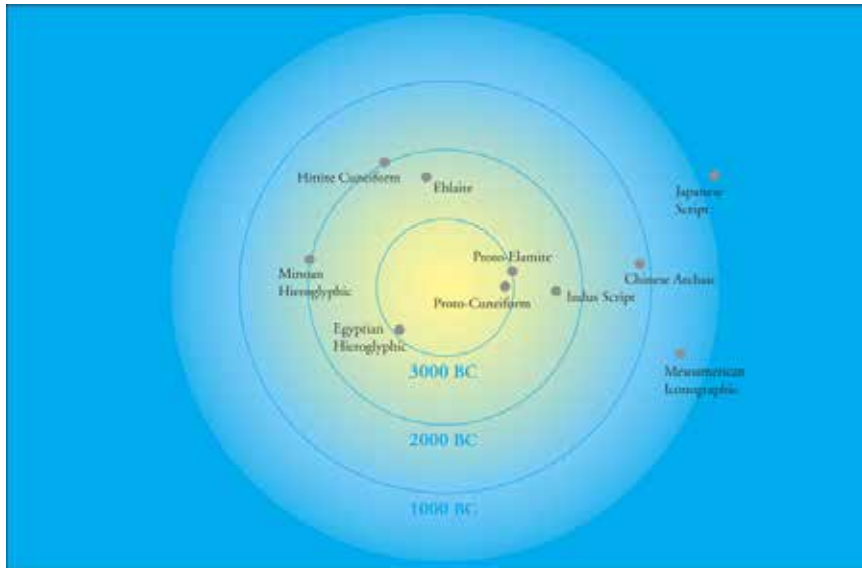 Hittite Cuneiform
Eblaite
Japanese
Script
Proto-Elamite
Minoan
Hieroglyphic
Chinese Archaic
Proto-Cuneiform
Indus Script
Egyptian
Hieroglyphic
3000 BC
Mesoamerican
Iconographic
2000 BC
1000 BC